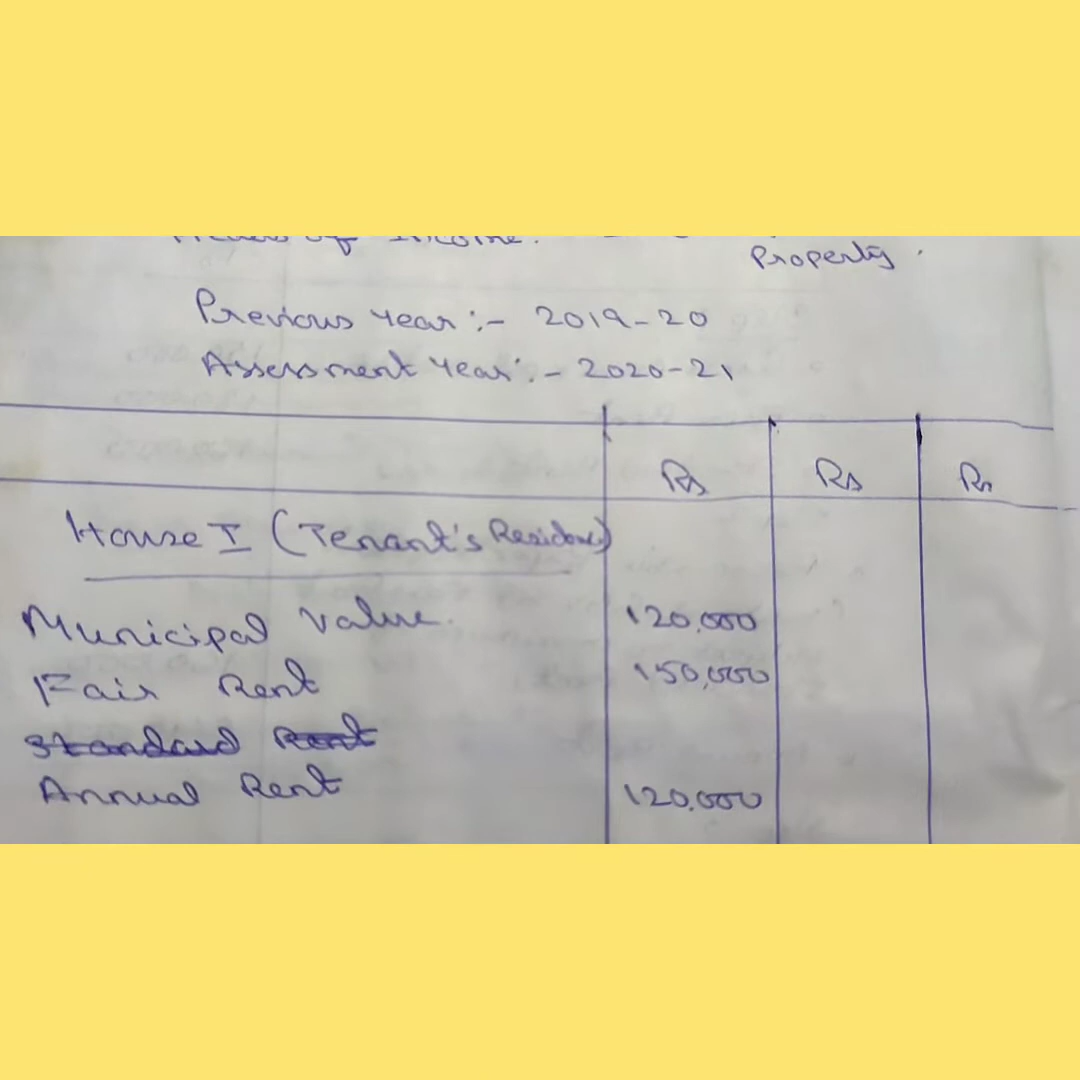 Income.
Property.
Previous Year :- 2019-20
Assessment Year :- 2020-21
Rs Rs Rs
House I (Tenant's Residence)
Municipal Value. 120,000
Fair Rent 150,000
Standard Rent
Annual Rent 120,000